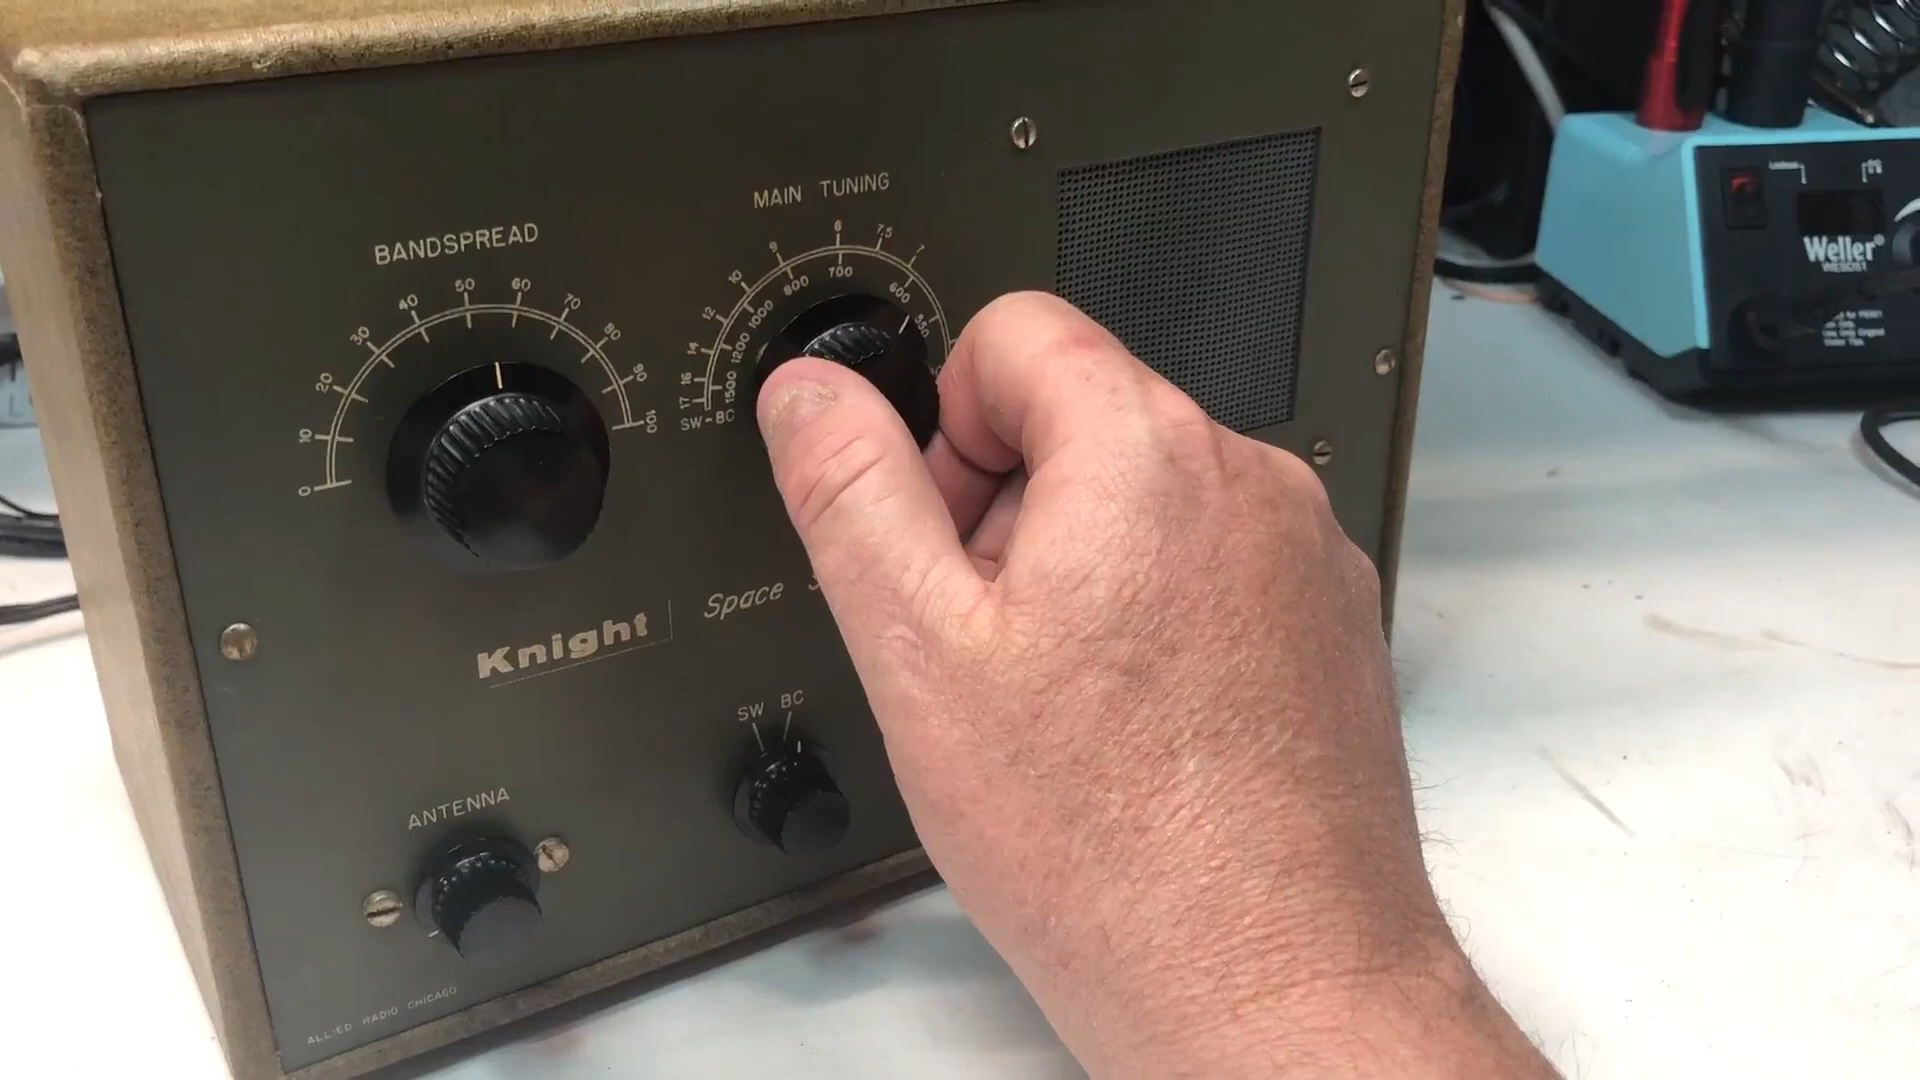 MAIN TUNING
BANDSPREAD
0 10 20 30 40 50 60 70 80 90 100
17 16 14 12 10 9 8 7.5 7
1500 1200 1000 800 700 600 550
SW-BC
Knight Space
SW BC
ANTENNA
ALLIED RADIO CHICAGO
Weller®
WESD51